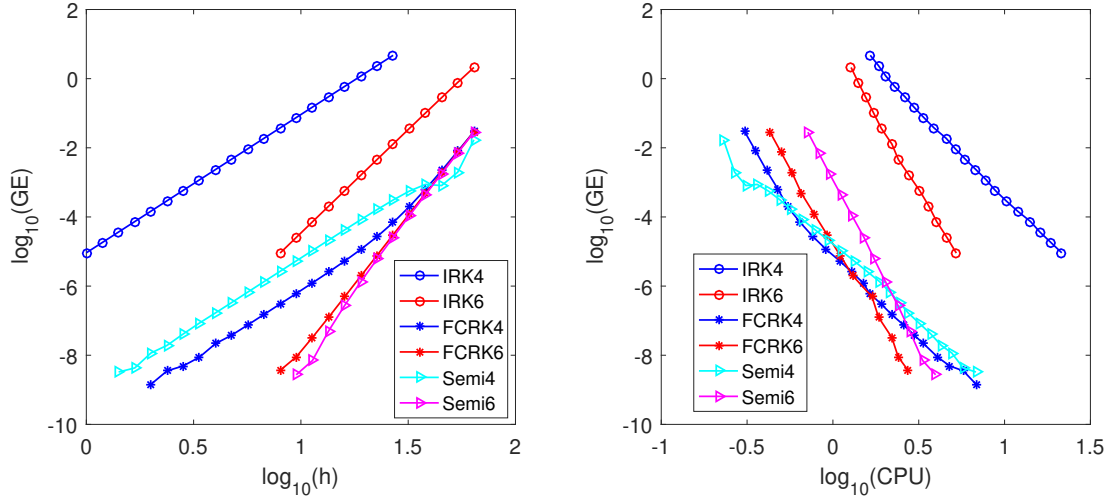 2
0
-2
-4
-6
-8
-10
log10(GE)
0
0.5
1
1.5
2
log10(h)
IRK4
IRK6
FCRK4
FCRK6
Semi4
Semi6
2
0
-2
-4
-6
-8
-10
log10(GE)
-1
-0.5
0
0.5
1
1.5
log10(CPU)
IRK4
IRK6
FCRK4
FCRK6
Semi4
Semi6